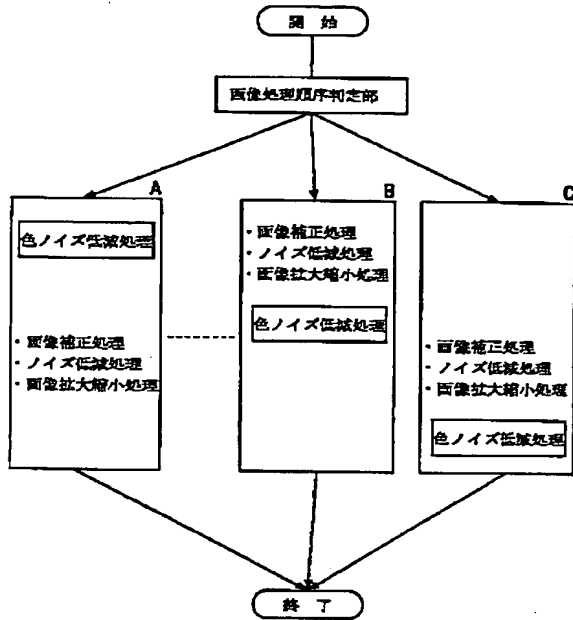 開 始
画像処理順序判定部
A
色ノイズ低減処理
・画像補正処理
・ノイズ低減処理
・画像拡大縮小処理
B
・画像補正処理
・ノイズ低減処理
・画像拡大縮小処理
色ノイズ低減処理
C
・画像補正処理
・ノイズ低減処理
・画像拡大縮小処理
色ノイズ低減処理
終 了